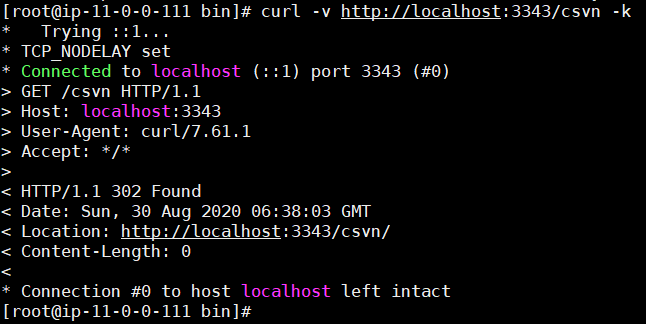 [root@ip-11-0-0-111 bin]# curl -v http://localhost:3343/csvn -k
*   Trying ::1...
* TCP_NODELAY set
* Connected to localhost (::1) port 3343 (#0)
> GET /csvn HTTP/1.1
> Host: localhost:3343
> User-Agent: curl/7.61.1
> Accept: */*
>
< HTTP/1.1 302 Found
< Date: Sun, 30 Aug 2020 06:38:03 GMT
< Location: http://localhost:3343/csvn/
< Content-Length: 0
<
* Connection #0 to host localhost left intact
[root@ip-11-0-0-111 bin]#